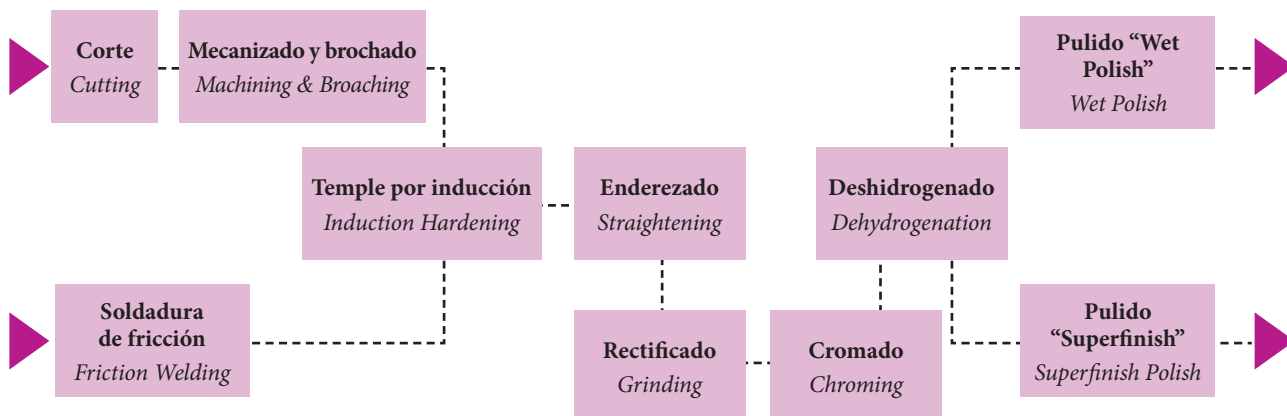 Corte
Cutting
Mecanizado y brochado
Machining & Broaching
Pulido “Wet
Polish”
Wet Polish
Temple por inducción
Induction Hardening
Enderezado
Straightening
Deshidrogenado
Dehydrogenation
Soldadura
de fricción
Friction Welding
Rectificado
Grinding
Cromado
Chroming
Pulido
“Superfinish”
Superfinish Polish